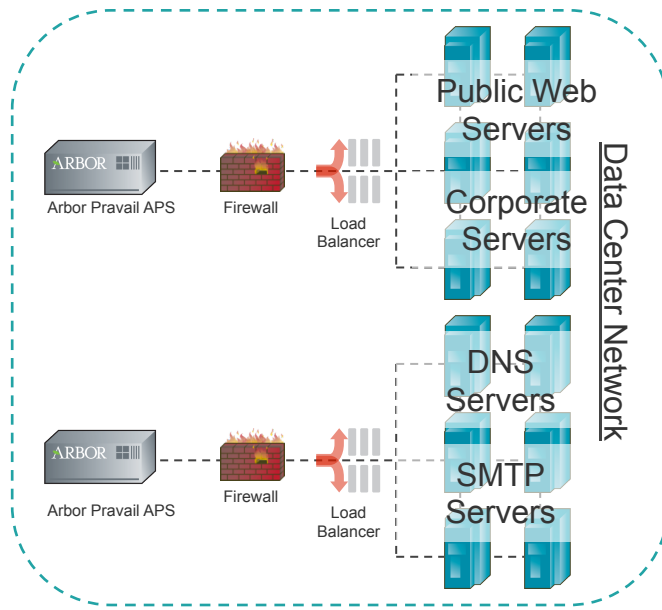 Public Web
Servers
ARBOR
Arbor Pravail APS
Firewall
Load
Balancer
Corporate
Servers
Data Center Network
DNS
Servers
ARBOR
Arbor Pravail APS
Firewall
Load
Balancer
SMTP
Servers